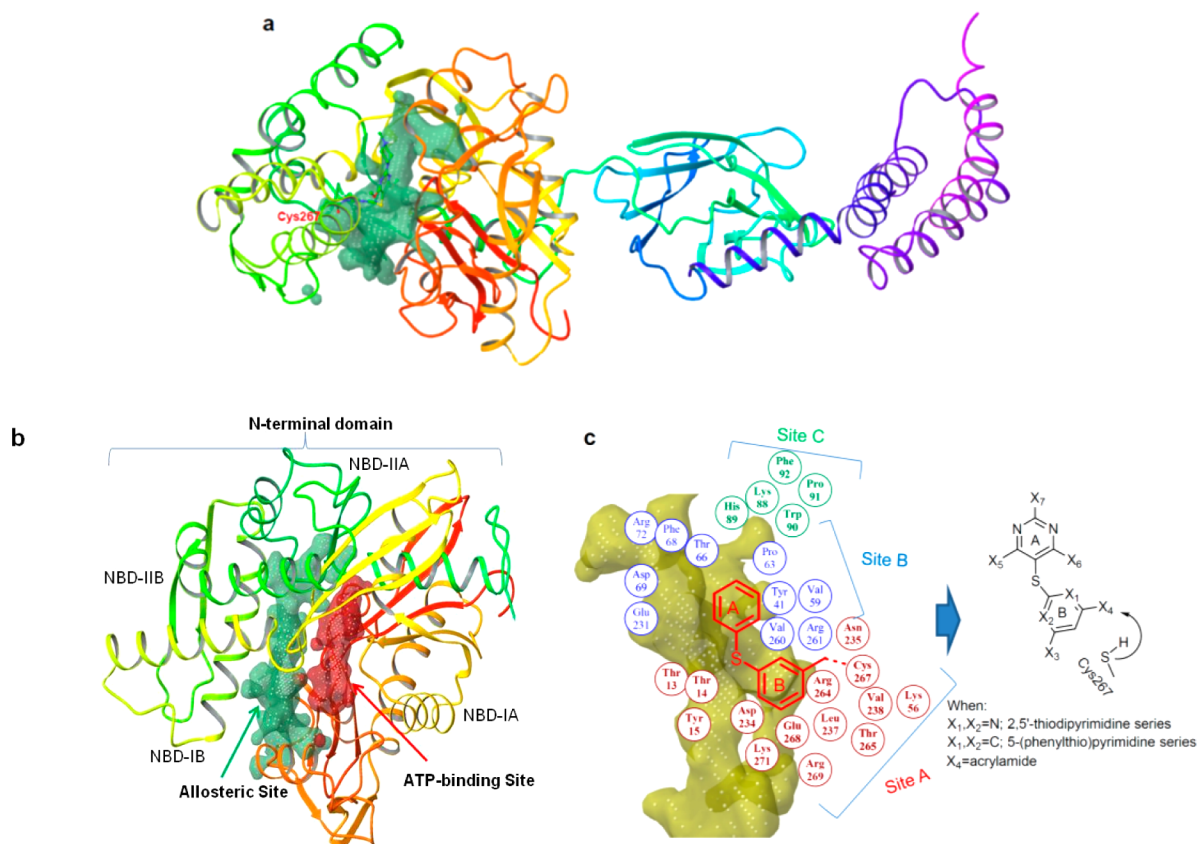 a
Cys267
b
N-terminal domain
NBD-IIA
NBD-IIB
NBD-IA
NBD-IB
Allosteric Site
ATP-binding Site
c
Site C
Phe 92
Lys 88
Pro 91
His 89
Trp 90
Site B
Arg 72
Phe 68
Thr 66
Pro 63
Asp 69
Glu 231
Tyr 41
Val 59
Val 260
Arg 261
Asn 235
A
S
B
Thr 13
Thr 14
Tyr 15
Asp 234
Arg 264
Cys 267
Glu 268
Leu 237
Val 238
Lys 56
Thr 265
Lys 271
Arg 269
Site A
X7
N A N
X5 X6
S
X1
X2 B X4
X3
S H
Cys267
When:
X1,X2=N; 2,5'-thiodipyrimidine series
X1,X2=C; 5-(phenylthio)pyrimidine series
X4=acrylamide